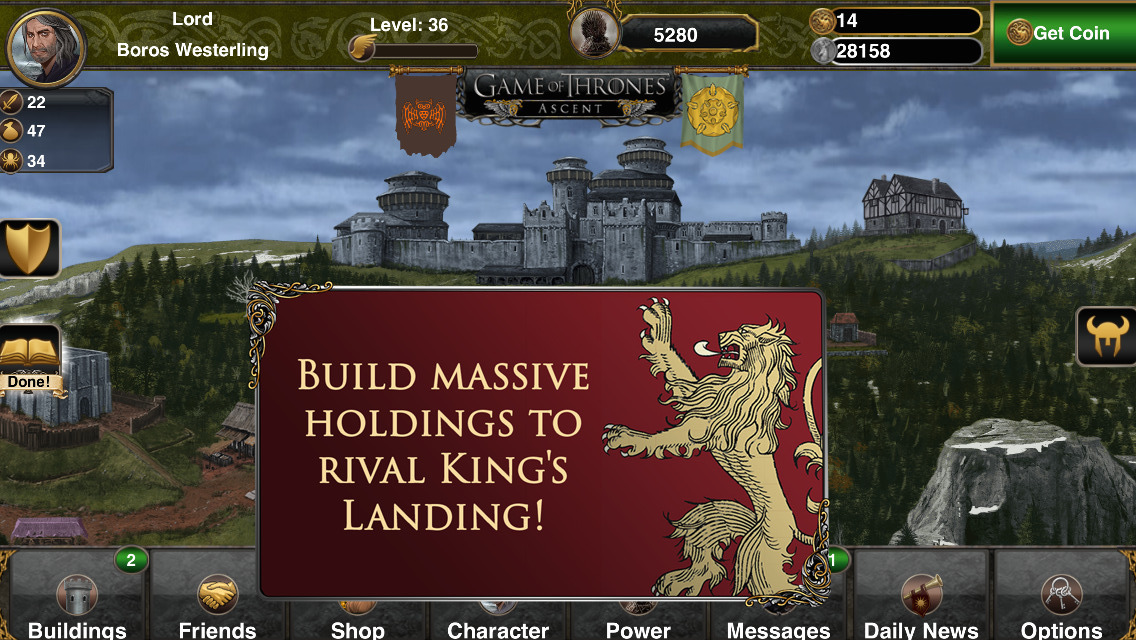 Lord
Boros Westerling
Level: 36
5280
14
28158
Get Coin
22
47
34
GAME OF THRONES
ASCENT
Done!
BUILD MASSIVE
HOLDINGS TO
RIVAL KING'S
LANDING!
2
1
Buildings
Friends
Shop
Character
Power
Messages
Daily News
Options